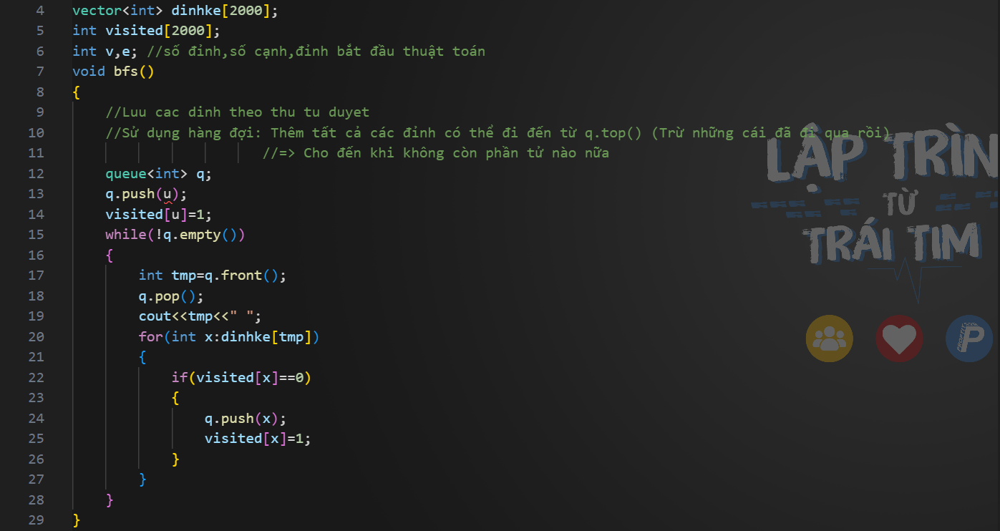 4 vector<int> dinhke[2000];
5 int visited[2000];
6 int v,e; //số đỉnh,số cạnh,đỉnh bắt đầu thuật toán
7 void bfs()
8 {
9 //Luu cac dinh theo thu tu duyet
10 //Sử dụng hàng đợi: Thêm tất cả các đỉnh có thể đi đến từ q.top() (Trừ những cái đã đi qua rồi)
11 //=> Cho đến khi không còn phần tử nào nữa
12 queue<int> q;
13 q.push(u);
14 visited[u]=1;
15 while(!q.empty())
16 {
17 int tmp=q.front();
18 q.pop();
19 cout<<tmp<<" ";
20 for(int x:dinhke[tmp])
21 {
22 if(visited[x]==0)
23 {
24 q.push(x);
25 visited[x]=1;
26 }
27 }
28 }
29 }
LẬP TRÌN
TỪ
TRÁI TIM